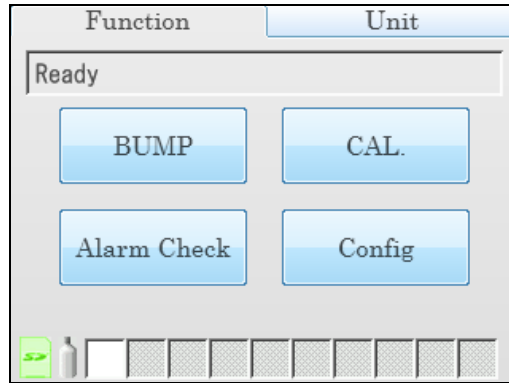 Function Unit
Ready
BUMP CAL.
Alarm Check Config
SD